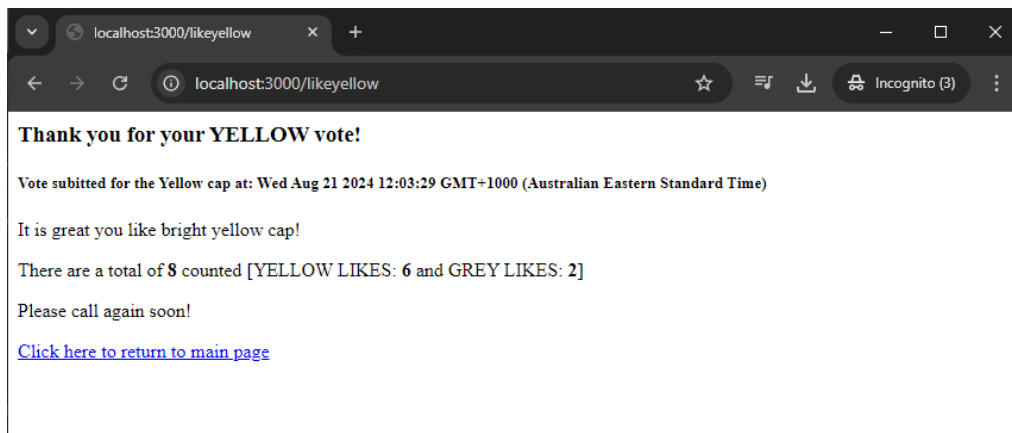 localhost:3000/likeyellow
localhost:3000/likeyellow
Incognito (3)
Thank you for your YELLOW vote!
Vote subitted for the Yellow cap at: Wed Aug 21 2024 12:03:29 GMT+1000 (Australian Eastern Standard Time)
It is great you like bright yellow cap!
There are a total of 8 counted [YELLOW LIKES: 6 and GREY LIKES: 2]
Please call again soon!
Click here to return to main page